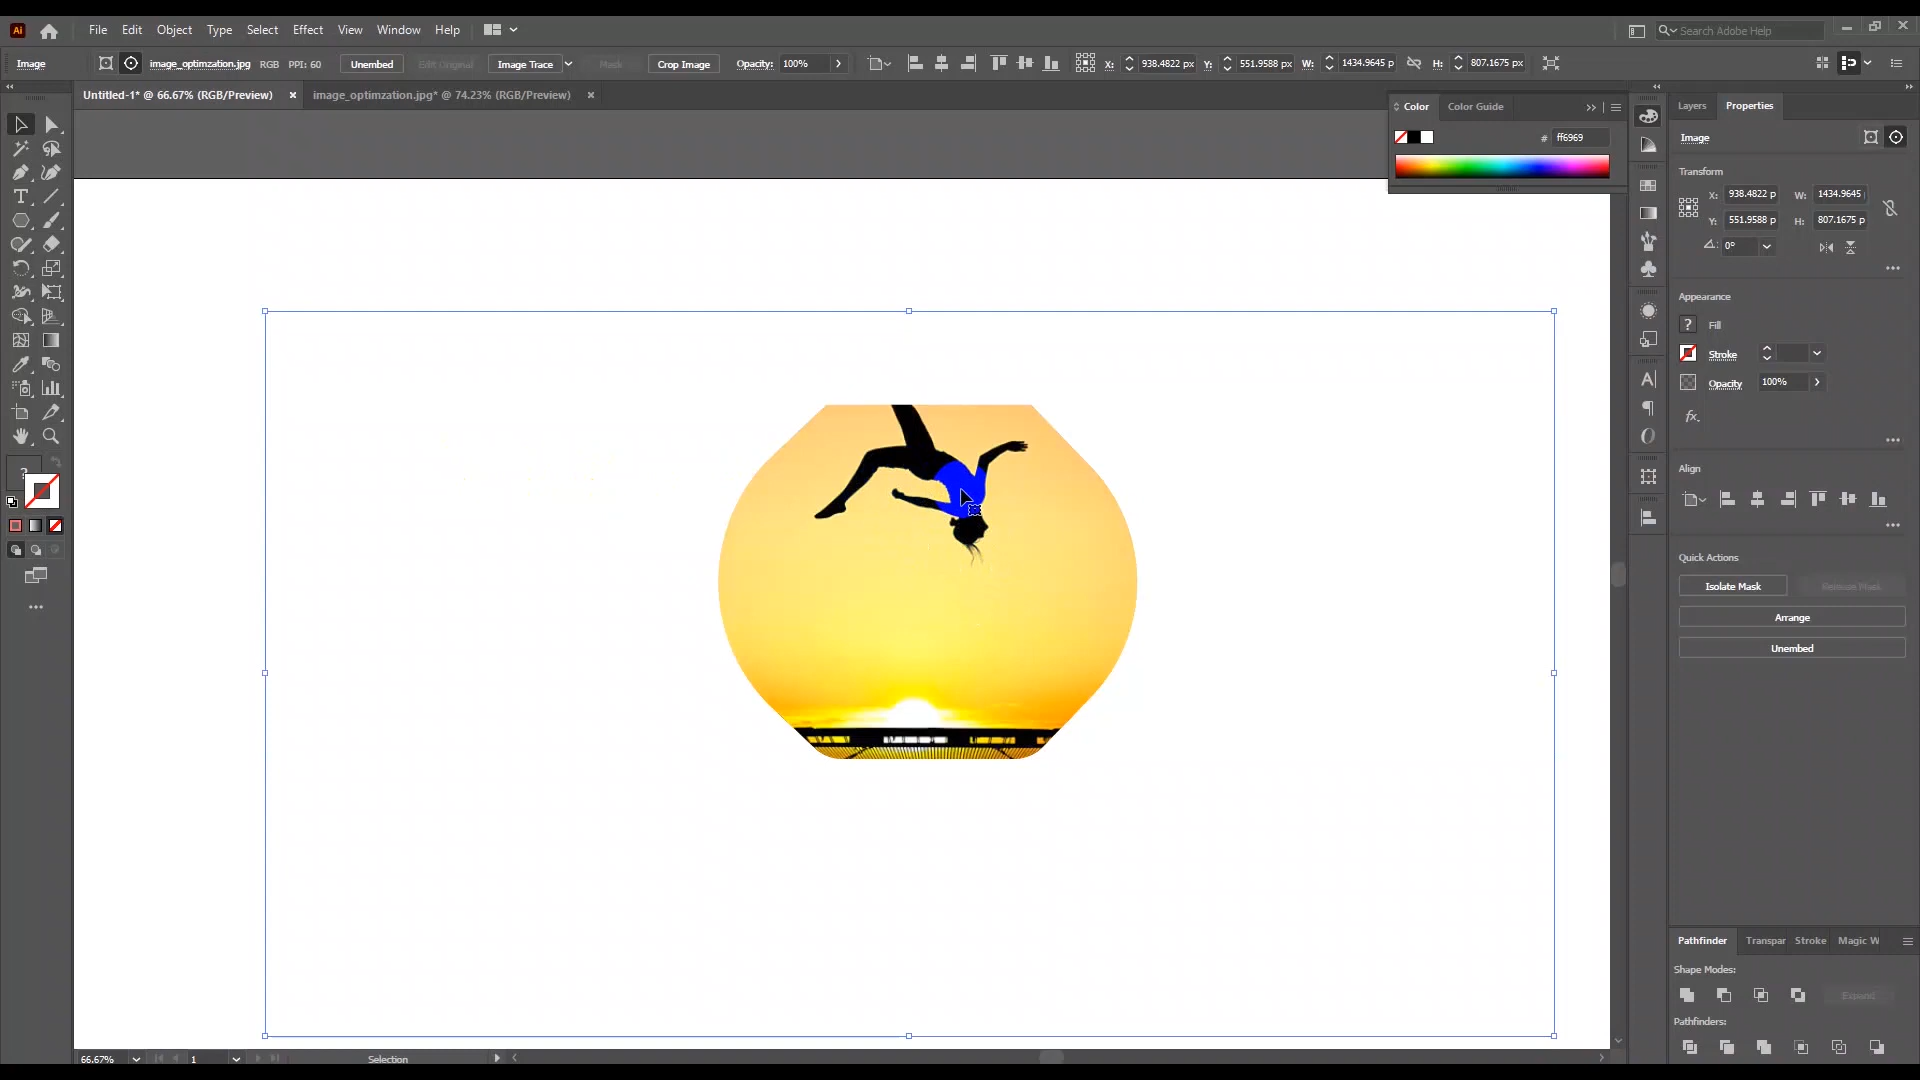 Ai File Edit Object Type Select Effect View Window Help Search Adobe Help
Image image_optimzation.jpg RGB PPI: 60 Unembed Edit Original Image Trace Mask Crop Image Opacity: 100% X: 938.4822 px Y: 551.9588 px W: 1434.9645 p H: 807.1675 px
Untitled-1* @ 66.67% (RGB/Preview) image_optimzation.jpg* @ 74.23% (RGB/Preview)
Color Color Guide
# ff6969
Layers Properties
Image
Transform
X: 938.4822 p W: 1434.9645
Y: 551.9588 p H: 807.1675 p
0°
Appearance
? Fill
Stroke
Opacity 100%
fx.
Align
Quick Actions
Isolate Mask
Arrange
Unembed
Pathfinder Transpar Stroke Magic W
Shape Modes:
Expand
Pathfinders:
66.67% 1 Selection